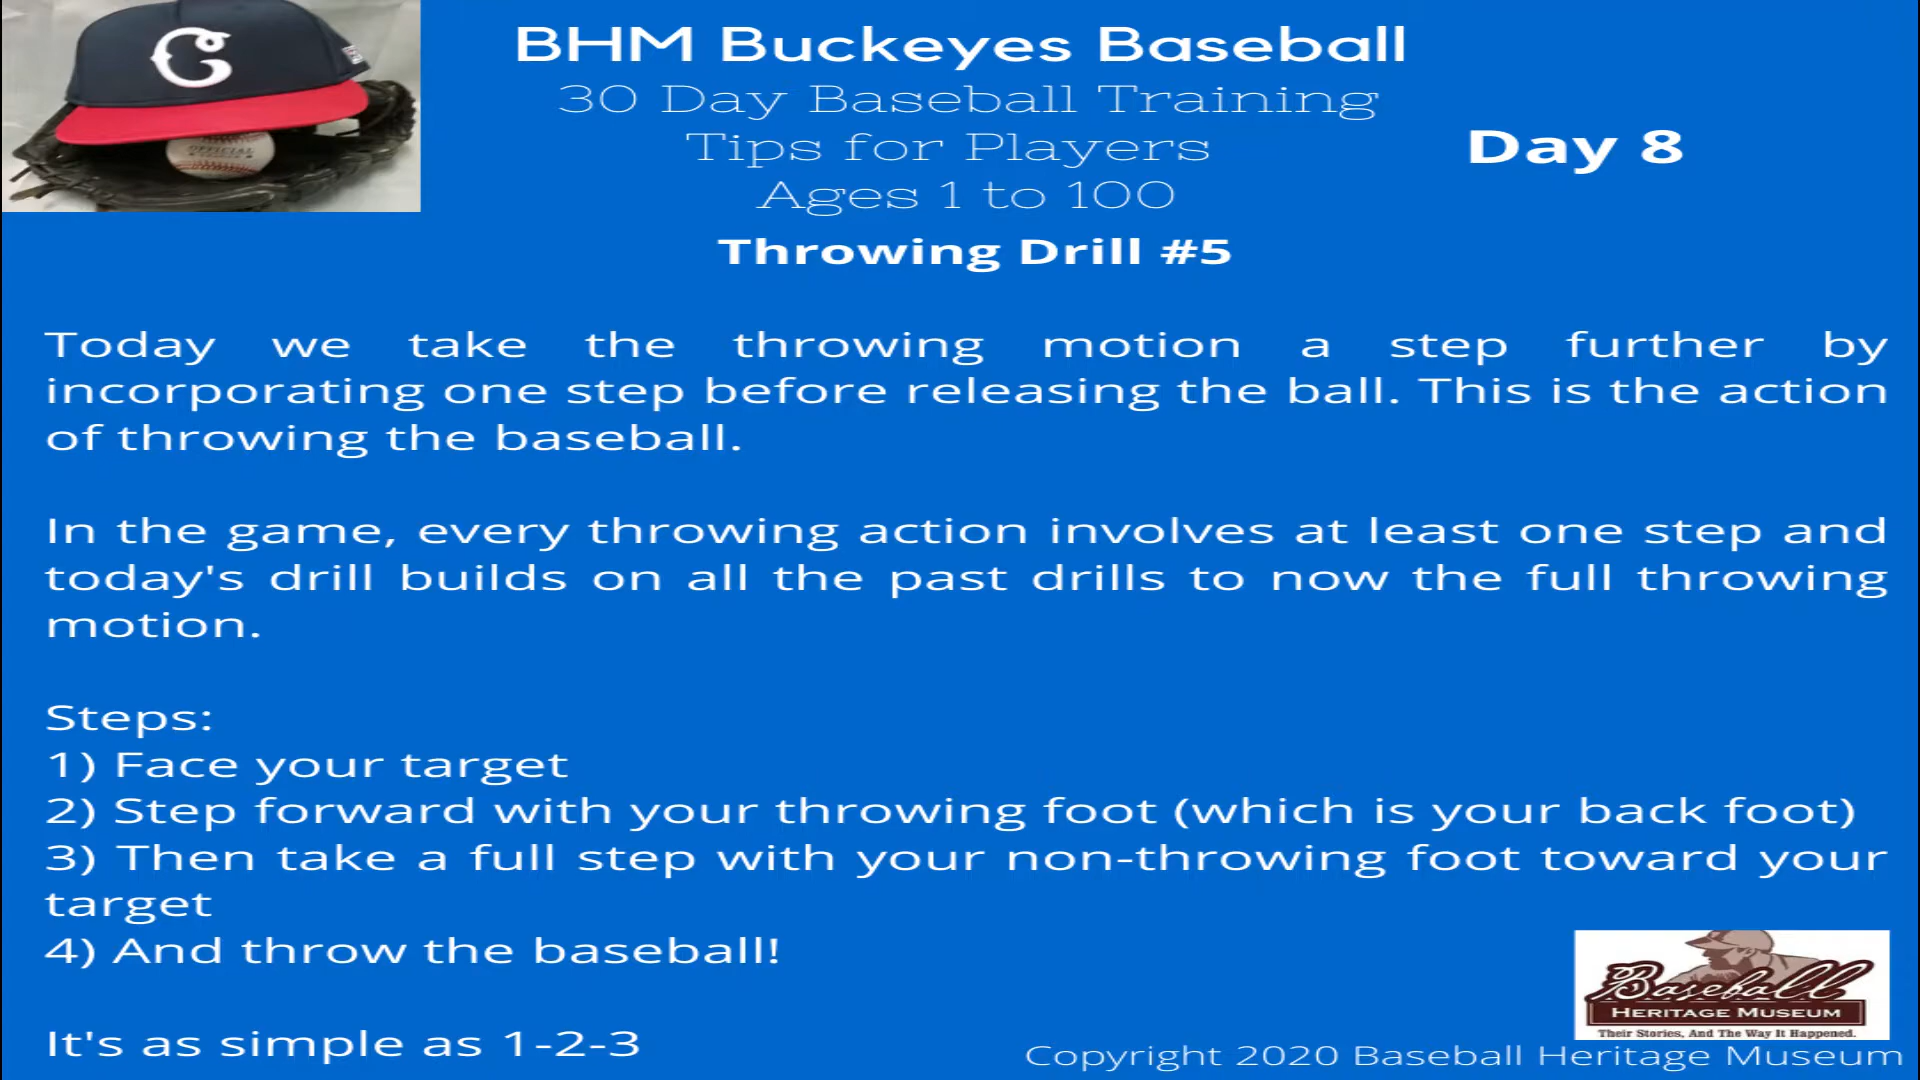 C
OFFICIAL
BHM Buckeyes Baseball
30 Day Baseball Training
Tips for Players
Ages 1 to 100
Day 8
Throwing Drill #5
Today we take the throwing motion a step further by
incorporating one step before releasing the ball. This is the action
of throwing the baseball.
In the game, every throwing action involves at least one step and
today's drill builds on all the past drills to now the full throwing
motion.
Steps:
1) Face your target
2) Step forward with your throwing foot (which is your back foot)
3) Then take a full step with your non-throwing foot toward your
target
4) And throw the baseball!
It's as simple as 1-2-3
Baseball
HERITAGE MUSEUM
Their Stories, And The Way It Happened.
Copyright 2020 Baseball Heritage Museum